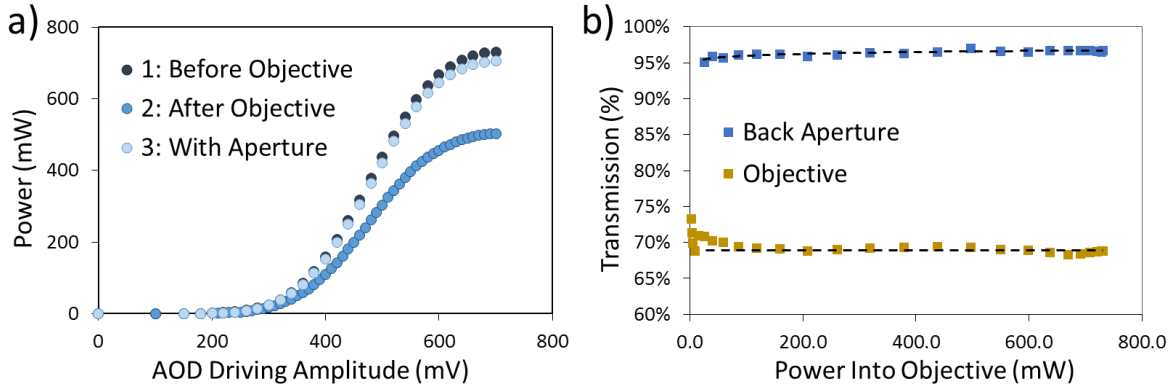 a)
800
600
400
200
0
Power (mW)
1: Before Objective
2: After Objective
3: With Aperture
0 200 400 600 800
AOD Driving Amplitude (mV)
b)
100%
95%
90%
85%
80%
75%
70%
65%
60%
Transmission (%)
Back Aperture
Objective
0.0 200.0 400.0 600.0 800.0
Power Into Objective (mW)